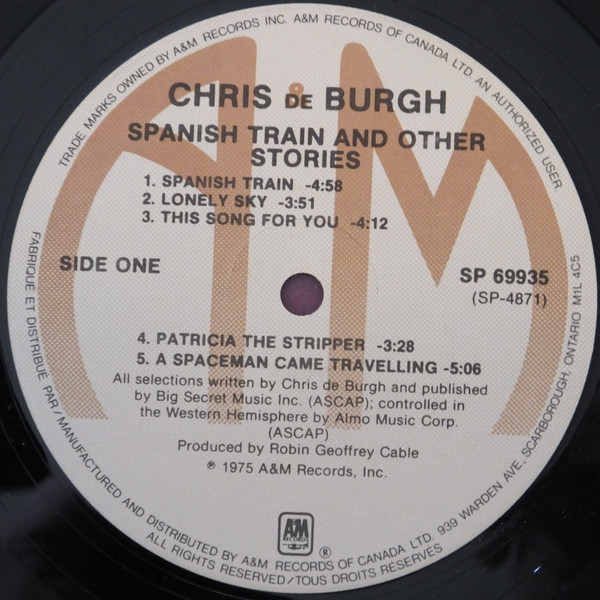 TRADE MARKS OWNED BY A&M RECORDS INC. A&M RECORDS OF CANADA LTD. AN AUTHORIZED USER.
CHRIS DE BURGH
SPANISH TRAIN AND OTHER
STORIES
1. SPANISH TRAIN -4:58
2. LONELY SKY -3:51
3. THIS SONG FOR YOU -4:12
SIDE ONE
SP 69935
(SP-4871)
4. PATRICIA THE STRIPPER -3:28
5. A SPACEMAN CAME TRAVELLING -5:06
All selections written by Chris de Burgh and published
by Big Secret Music Inc. (ASCAP); controlled in
the Western Hemisphere by Almo Music Corp.
(ASCAP)
Produced by Robin Geoffrey Cable
℗ 1975 A&M Records, Inc.
A&M
RECORDS
®
FABRIQUÉ ET DISTRIBUÉ PAR/MANUFACTURED AND DISTRIBUTED BY A&M RECORDS OF CANADA LTD. 939 WARDEN AVE, SCARBOROUGH, ONTARIO M1L 4C5
ALL RIGHTS RESERVED/TOUS DROITS RESERVÉS